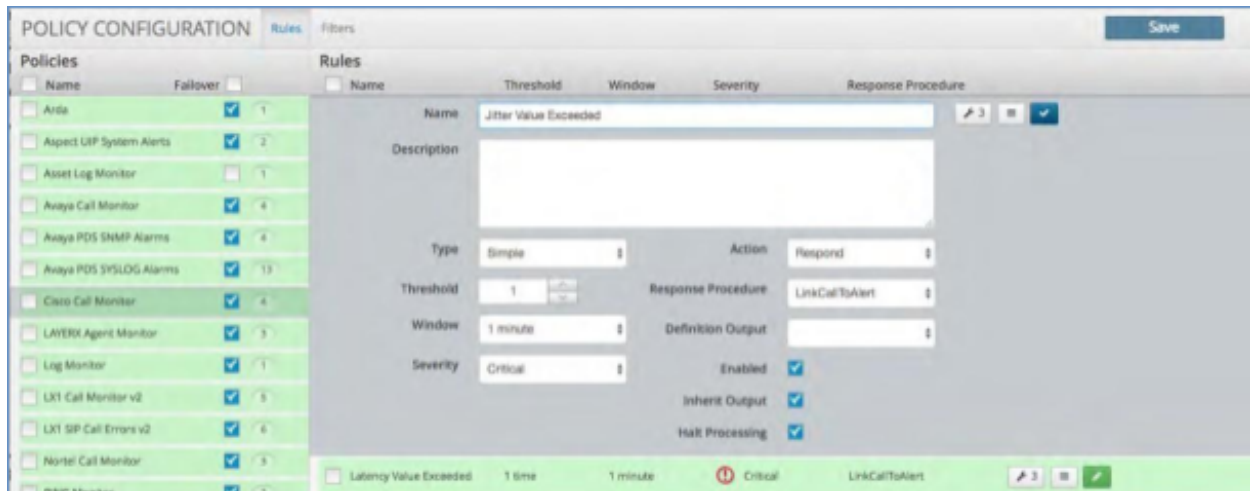 POLICY CONFIGURATION Rules Filters Save
Policies
Name Failover
Arda 1
Aspect UIP System Alerts 2
Asset Log Monitor 1
Avaya Call Monitor 4
Avaya PDS SNMP Alarms 4
Avaya PDS SYSLOG Alarms 13
Cisco Call Monitor 4
LAYERX Agent Monitor 3
Log Monitor 1
LX1 Call Monitor v2 5
LX1 SIP Call Errors v2 6
Nortel Call Monitor 3
Rules
Name Threshold Window Severity Response Procedure
Name Jitter Value Exceeded 3
Description
Type Simple Action Respond
Threshold 1 Response Procedure LinkCallToAlert
Window 1 minute Definition Output
Severity Critical Enabled
Inherit Output
Halt Processing
Latency Value Exceeded 1 time 1 minute Critical LinkCallToAlert 3